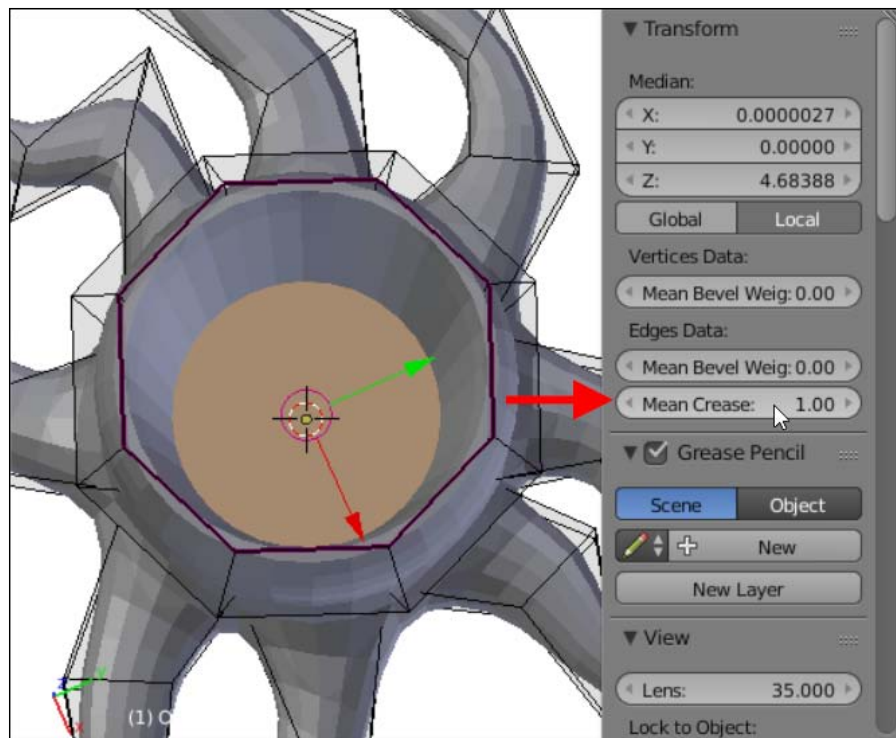 Transform
Median:
X: 0.0000027
Y: 0.00000
Z: 4.68388
Global Local
Vertices Data:
Mean Bevel Weig: 0.00
Edges Data:
Mean Bevel Weig: 0.00
Mean Crease: 1.00
Grease Pencil
Scene Object
New
New Layer
View
Lens: 35.000
Lock to Object:
Z Y
X
(1)